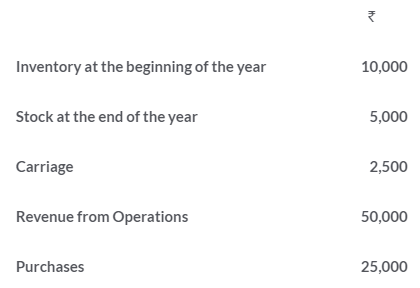 ₹
Inventory at the beginning of the year 10,000
Stock at the end of the year 5,000
Carriage 2,500
Revenue from Operations 50,000
Purchases 25,000